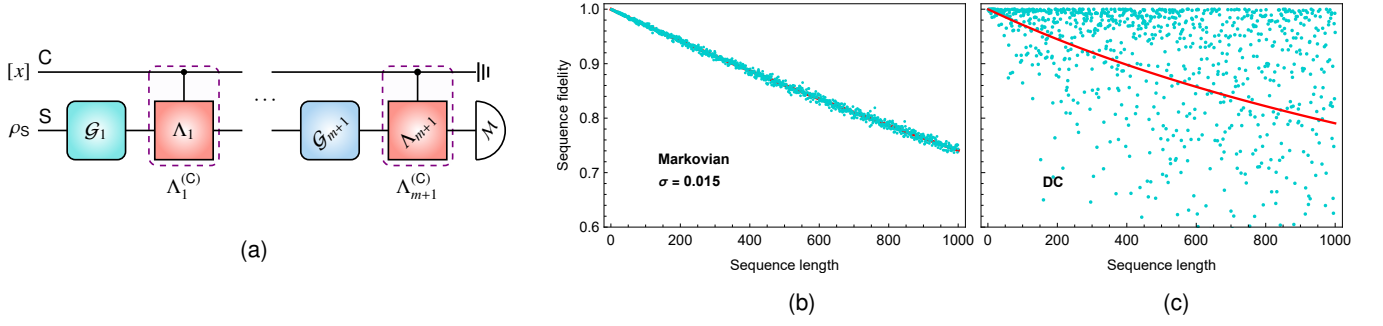 [x] C
ρS S 𝒢1 Λ1 ... 𝒢m+1 Λm+1 ℳ
Λ1(C) Λm+1(C)
(a)
Sequence fidelity
1.0
0.9
0.8
0.7
0.6
Markovian
σ = 0.015
0 200 400 600 800 1000
Sequence length
(b)
DC
0 200 400 600 800 1000
Sequence length
(c)